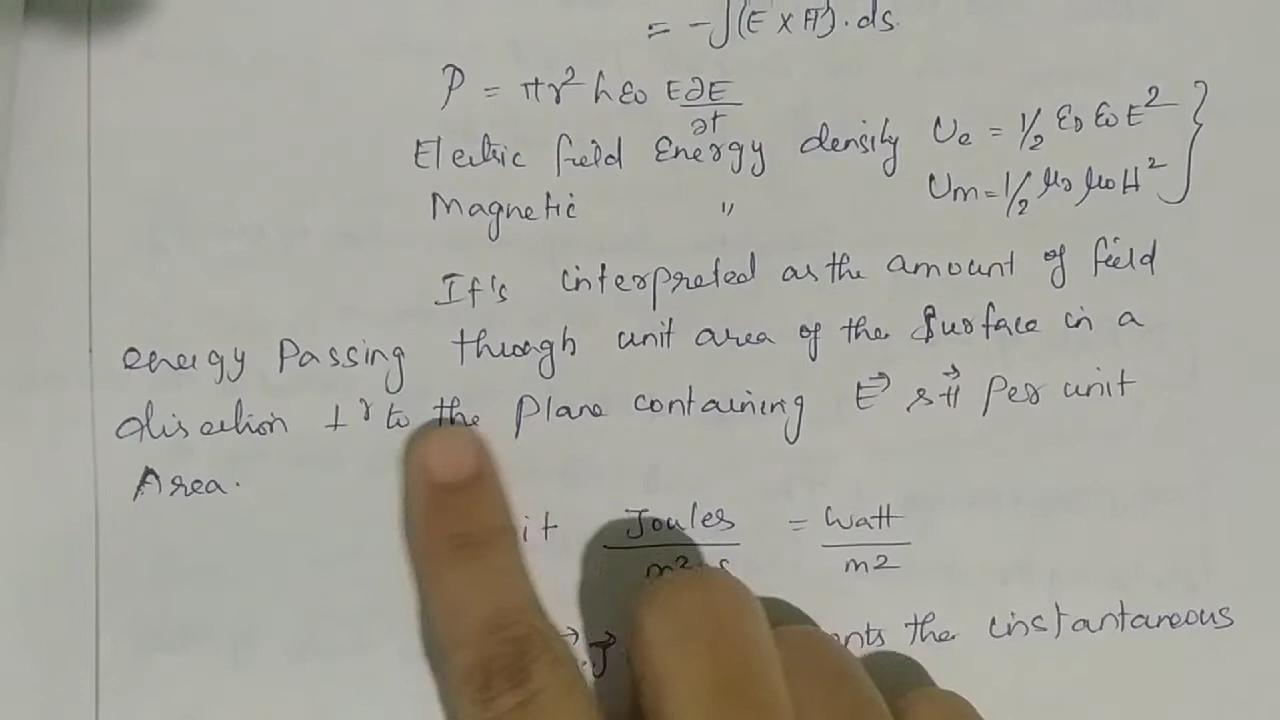 = -∫(E × H). ds.
P = πr² h ε0 E∂E/∂t
Electric field Energy density Ue = 1/2 εr ε0 E²
Magnetic " Um = 1/2 μr μ0 H²
It's interpreted as the amount of field
energy Passing through unit area of the Surface in a
direction ⊥r to the Plane containing E⃗ & H⃗ Per unit
Area.
it Joules/m².s = Watt/m²
. J⃗ nts the instantaneous